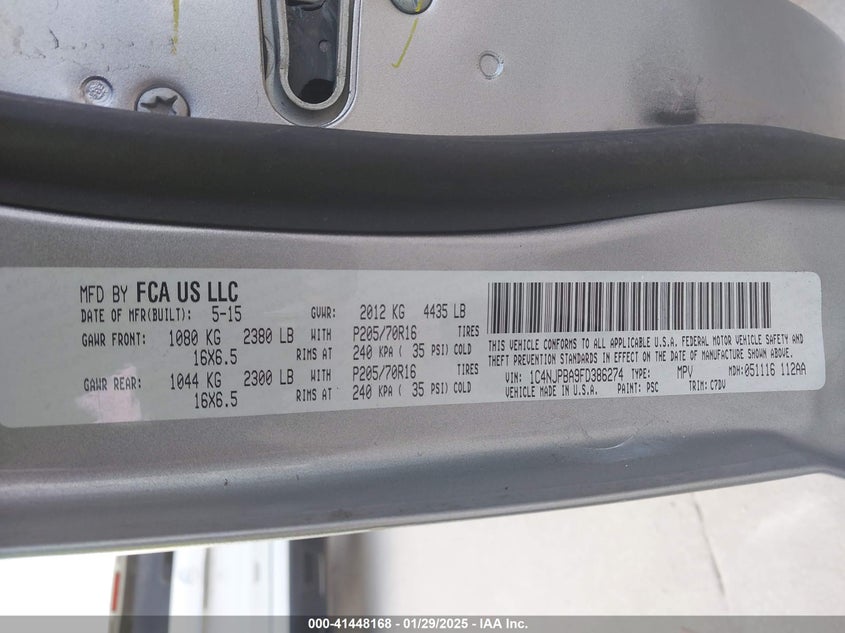 MFD BY FCA US LLC
DATE OF MFR(BUILT): 5-15 GVWR: 2012 KG 4435 LB
GAWR FRONT: 1080 KG 2380 LB WITH P205/70R16 TIRES
16X6.5 RIMS AT 240 KPA ( 35 PSI) COLD
GAWR REAR: 1044 KG 2300 LB WITH P205/70R16 TIRES
16X6.5 RIMS AT 240 KPA ( 35 PSI) COLD
THIS VEHICLE CONFORMS TO ALL APPLICABLE U.S.A. FEDERAL MOTOR VEHICLE SAFETY AND
THEFT PREVENTION STANDARDS IN EFFECT ON THE DATE OF MANUFACTURE SHOWN ABOVE.
VIN: 1C4NJPBA9FD386274 TYPE: MPV MDH: 051116 112AA
VEHICLE MADE IN U.S.A. PAINT: PSC TRIM: C7DV
000-41448168 - 01/29/2025 - IAA Inc.